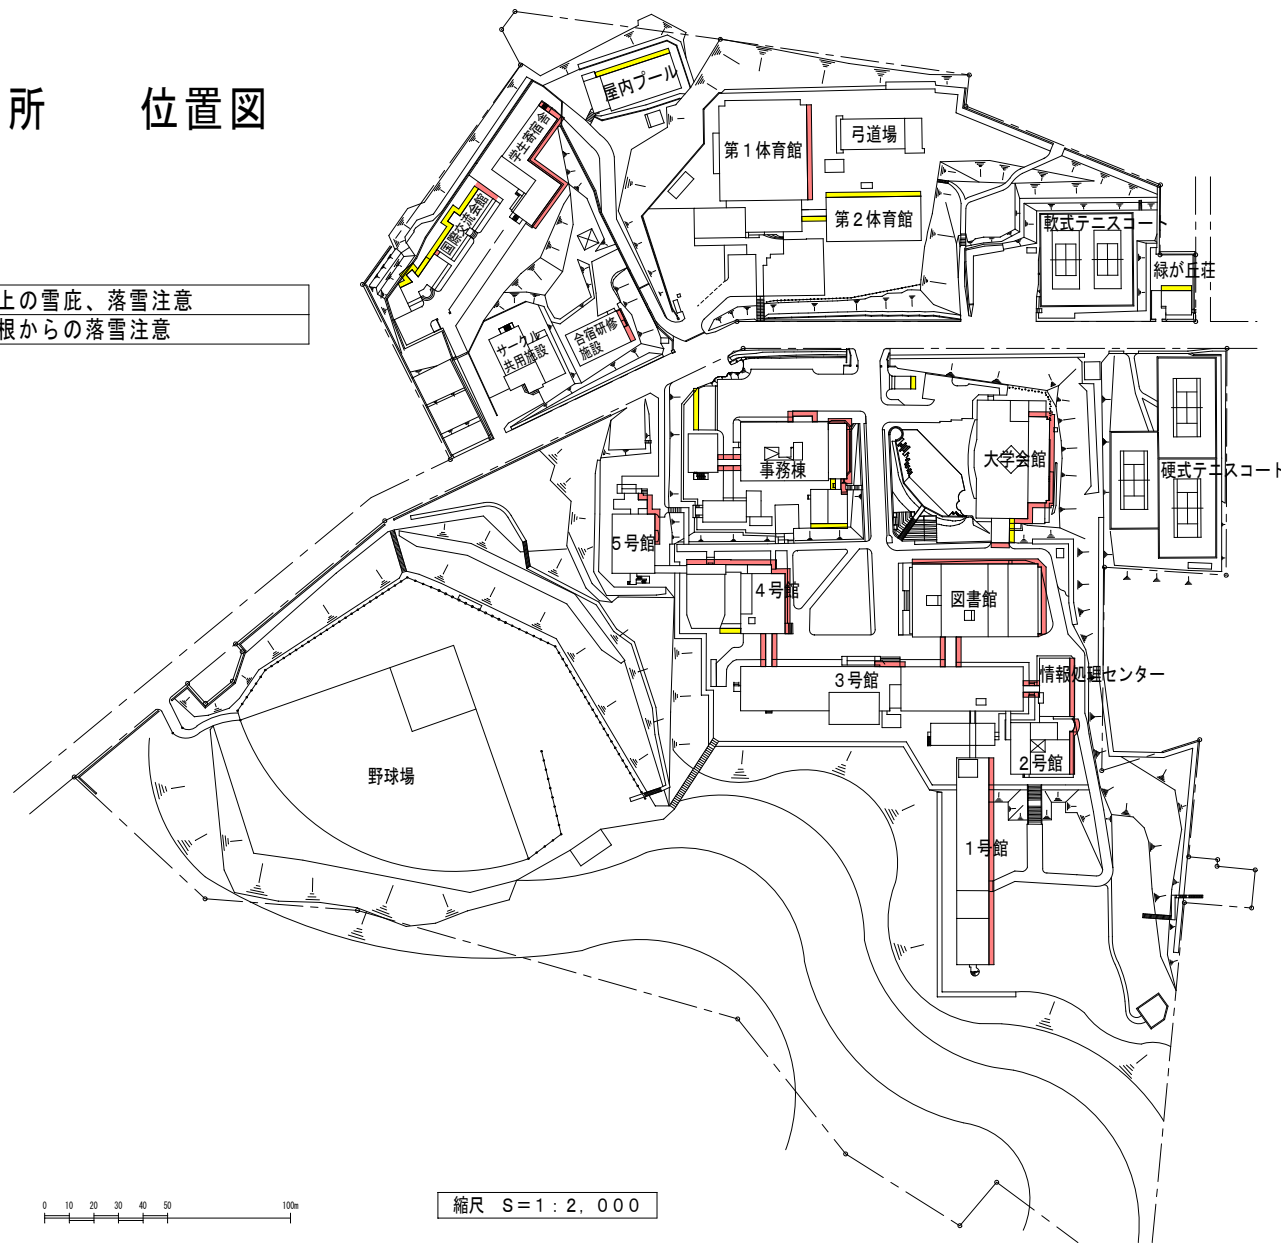 所　　位置図
上の雪庇、落雪注意
根からの落雪注意
屋内プール
学生寄宿舎
国際交流会館
第１体育館
弓道場
第２体育館
軟式テニスコート
緑が丘荘
サークル
共用施設
合宿研修
施設
事務棟
大学会館
硬式テニスコート
５号館
４号館
図書館
３号館
情報処理センター
２号館
野球場
１号館
0 10 20 30 40 50 100m
縮尺　Ｓ＝１：２，０００